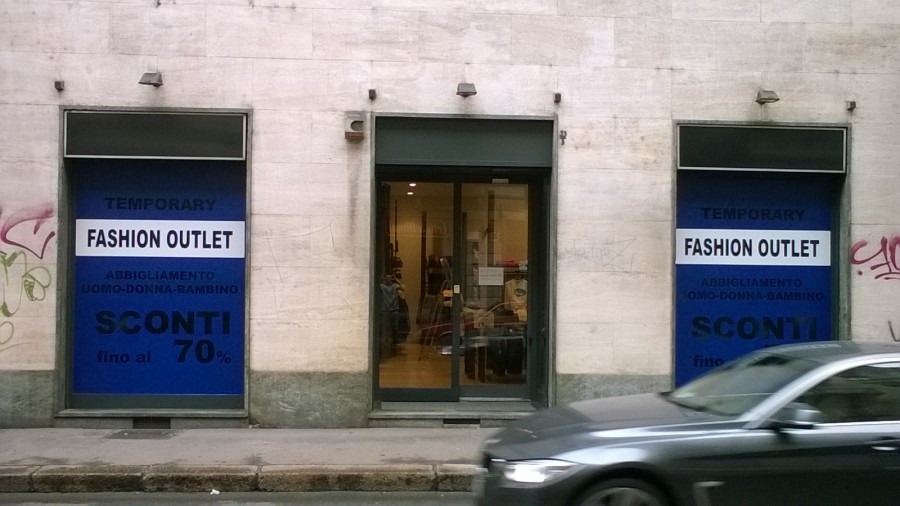 TEMPORARY
FASHION OUTLET
ABBIGLIAMENTO
UOMO-DONNA-BAMBINO
SCONTI
fino al 70%
TEMPORARY
FASHION OUTLET
ABBIGLIAMENTO
UOMO-DONNA-BAMBINO
SCONTI
fino